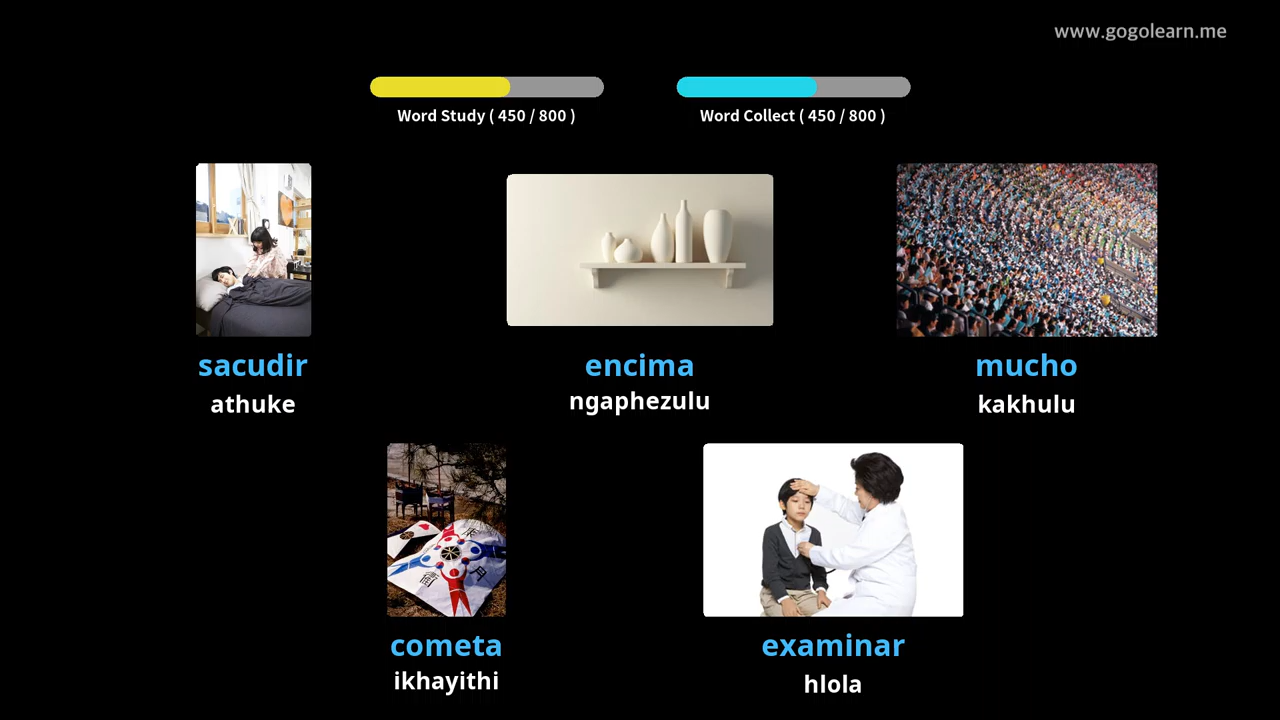 www.gogolearn.me
Word Study ( 450 / 800 )
Word Collect ( 450 / 800 )
sacudir
athuke
encima
ngaphezulu
mucho
kakhulu
cometa
ikhayithi
examinar
hlola